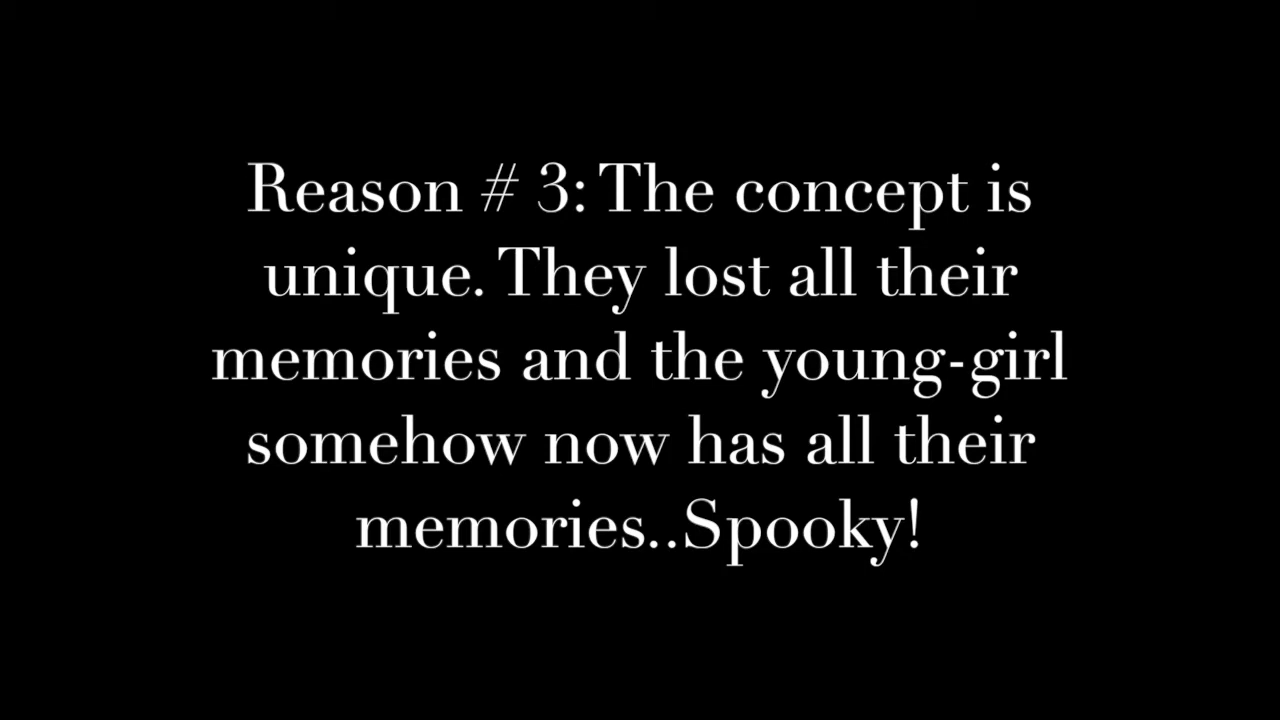 Reason # 3: The concept is
unique. They lost all their
memories and the young-girl
somehow now has all their
memories..Spooky!